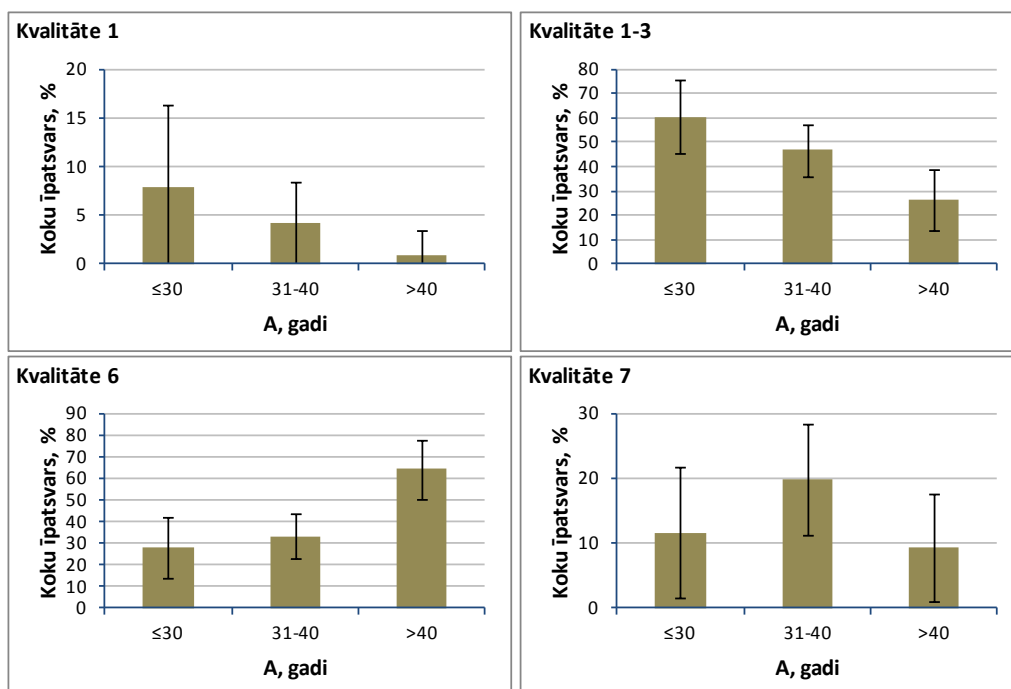 Kvalitāte 1
Koku īpatsvars, %
20
15
10
5
0
≤30 31-40 >40
A, gadi
Kvalitāte 1-3
Koku īpatsvars, %
80
70
60
50
40
30
20
10
0
≤30 31-40 >40
A, gadi
Kvalitāte 6
Koku īpatsvars, %
90
80
70
60
50
40
30
20
10
0
≤30 31-40 >40
A, gadi
Kvalitāte 7
Koku īpatsvars, %
30
20
10
0
≤30 31-40 >40
A, gadi